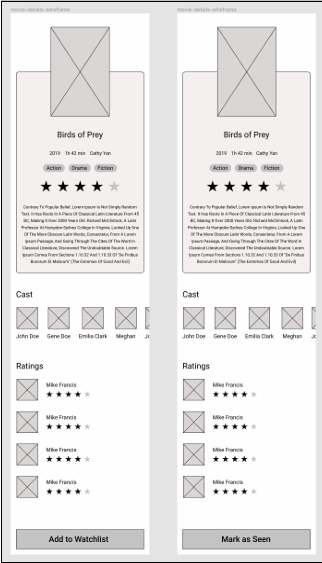 movie-details-wireframe
movie-details-wireframe
Birds of Prey
2019 1h 42 min Cathy Yan
Action Drama Fiction
Contrary To Popular Belief, Lorem Ipsum Is Not Simply Random
Text. It Has Roots In A Piece Of Classical Latin Literature From 45
BC, Making It Over 2000 Years Old. Richard McClintock, A Latin
Professor At Hampden-Sydney College In Virginia, Looked Up One
Of The More Obscure Latin Words, Consectetur, From A Lorem
Ipsum Passage, And Going Through The Cites Of The Word In
Classical Literature, Discovered The Undoubtable Source. Lorem
Ipsum Comes From Sections 1.10.32 And 1.10.33 Of "De Finibus
Bonorum Et Malorum" (The Extremes Of Good And Evil)
Cast
John Doe Gene Doe Emilia Clark Meghan Jo
Ratings
Mike Francis
Mike Francis
Mike Francis
Mike Francis
Add to Watchlist
Birds of Prey
2019 1h 42 min Cathy Yan
Action Drama Fiction
Contrary To Popular Belief, Lorem Ipsum Is Not Simply Random
Text. It Has Roots In A Piece Of Classical Latin Literature From 45
BC, Making It Over 2000 Years Old. Richard McClintock, A Latin
Professor At Hampden-Sydney College In Virginia, Looked Up One
Of The More Obscure Latin Words, Consectetur, From A Lorem
Ipsum Passage, And Going Through The Cites Of The Word In
Classical Literature, Discovered The Undoubtable Source. Lorem
Ipsum Comes From Sections 1.10.32 And 1.10.33 Of "De Finibus
Bonorum Et Malorum" (The Extremes Of Good And Evil)
Cast
John Doe Gene Doe Emilia Clark Meghan Jo
Ratings
Mike Francis
Mike Francis
Mike Francis
Mike Francis
Mark as Seen